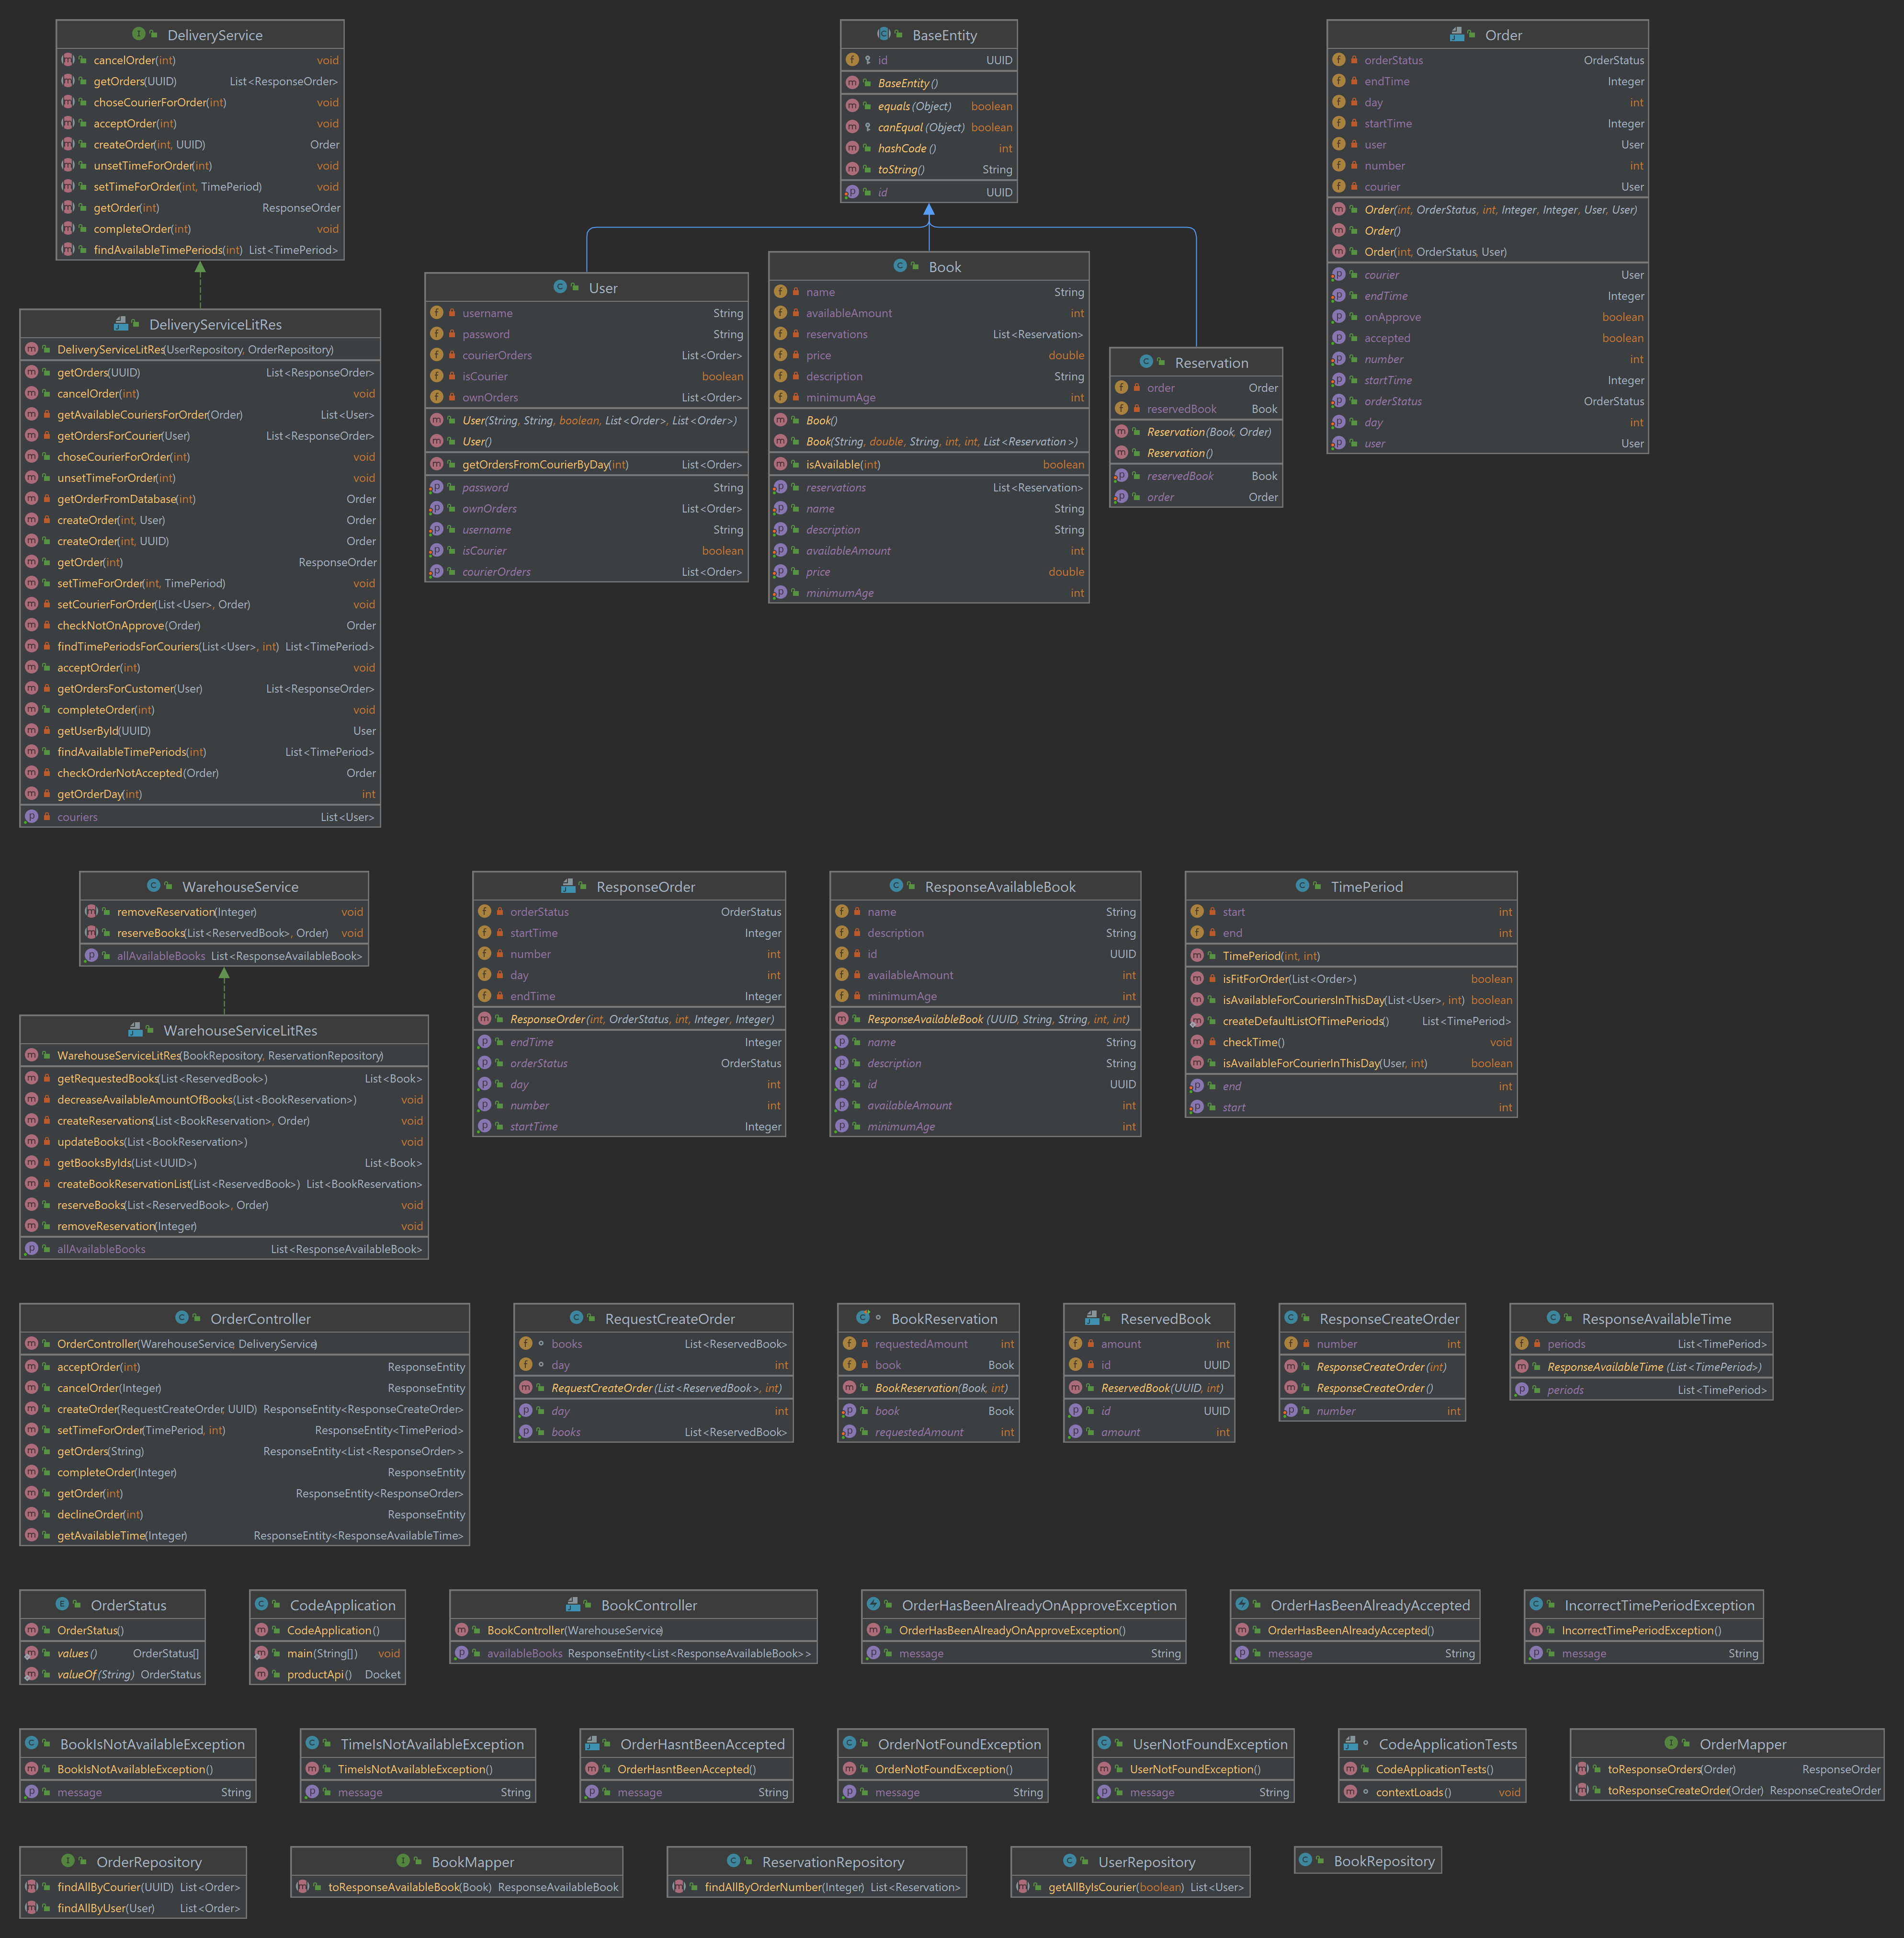 DeliveryService
cancelOrder(int) void
getOrders(UUID) List<ResponseOrder>
choseCourierForOrder(int) void
acceptOrder(int) void
createOrder(int, UUID) Order
unsetTimeForOrder(int) void
setTimeForOrder(int, TimePeriod) void
getOrder(int) ResponseOrder
completeOrder(int) void
findAvailableTimePeriods(int) List<TimePeriod>
BaseEntity
id UUID
BaseEntity()
equals(Object) boolean
canEqual(Object) boolean
hashCode() int
toString() String
id UUID
Order
orderStatus OrderStatus
endTime Integer
day int
startTime Integer
user User
number int
courier User
Order(int, OrderStatus, int, Integer, Integer, User, User)
Order()
Order(int, OrderStatus, User)
courier User
endTime Integer
onApprove boolean
accepted boolean
number int
startTime Integer
orderStatus OrderStatus
day int
user User
DeliveryServiceLitRes
DeliveryServiceLitRes(UserRepository, OrderRepository)
getOrders(UUID) List<ResponseOrder>
cancelOrder(int) void
getAvailableCouriersForOrder(Order) List<User>
getOrdersForCourier(User) List<ResponseOrder>
choseCourierForOrder(int) void
unsetTimeForOrder(int) void
getOrderFromDatabase(int) Order
createOrder(int, User) Order
createOrder(int, UUID) Order
getOrder(int) ResponseOrder
setTimeForOrder(int, TimePeriod) void
setCourierForOrder(List<User>, Order) void
checkNotOnApprove(Order) Order
findTimePeriodsForCouriers(List<User>, int) List<TimePeriod>
acceptOrder(int) void
getOrdersForCustomer(User) List<ResponseOrder>
completeOrder(int) void
getUserById(UUID) User
findAvailableTimePeriods(int) List<TimePeriod>
checkOrderNotAccepted(Order) Order
getOrderDay(int) int
couriers List<User>
User
username String
password String
courierOrders List<Order>
isCourier boolean
ownOrders List<Order>
User(String, String, boolean, List<Order>, List<Order>)
User()
getOrdersFromCourierByDay(int) List<Order>
password String
ownOrders List<Order>
username String
isCourier boolean
courierOrders List<Order>
Book
name String
availableAmount int
reservations List<Reservation>
price double
description String
minimumAge int
Book()
Book(String, double, String, int, int, List<Reservation>)
isAvailable(int) boolean
reservations List<Reservation>
name String
description String
availableAmount int
price double
minimumAge int
Reservation
order Order
reservedBook Book
Reservation(Book, Order)
Reservation()
reservedBook Book
order Order
WarehouseService
removeReservation(Integer) void
reserveBooks(List<ReservedBook>, Order) void
allAvailableBooks List<ResponseAvailableBook>
WarehouseServiceLitRes
WarehouseServiceLitRes(BookRepository, ReservationRepository)
getRequestedBooks(List<ReservedBook>) List<Book>
decreaseAvailableAmountOfBooks(List<BookReservation>) void
createReservations(List<BookReservation>, Order) void
updateBooks(List<BookReservation>) void
getBooksByIds(List<UUID>) List<Book>
createBookReservationList(List<ReservedBook>) List<BookReservation>
reserveBooks(List<ReservedBook>, Order) void
removeReservation(Integer) void
allAvailableBooks List<ResponseAvailableBook>
ResponseOrder
orderStatus OrderStatus
startTime Integer
number int
day int
endTime Integer
ResponseOrder(int, OrderStatus, int, Integer, Integer)
endTime Integer
orderStatus OrderStatus
day int
number int
startTime Integer
ResponseAvailableBook
name String
description String
id UUID
availableAmount int
minimumAge int
ResponseAvailableBook(UUID, String, String, int, int)
name String
description String
id UUID
availableAmount int
minimumAge int
TimePeriod
start int
end int
TimePeriod(int, int)
isFitForOrder(List<Order>) boolean
isAvailableForCouriersInThisDay(List<User>, int) boolean
createDefaultListOfTimePeriods() List<TimePeriod>
checkTime() void
isAvailableForCourierInThisDay(User, int) boolean
end int
start int
OrderController
OrderController(WarehouseService, DeliveryService)
acceptOrder(int) ResponseEntity
cancelOrder(Integer) ResponseEntity
createOrder(RequestCreateOrder, UUID) ResponseEntity<ResponseCreateOrder>
setTimeForOrder(TimePeriod, int) ResponseEntity<TimePeriod>
getOrders(String) ResponseEntity<List<ResponseOrder>>
completeOrder(Integer) ResponseEntity
getOrder(int) ResponseEntity<ResponseOrder>
declineOrder(int) ResponseEntity
getAvailableTime(Integer) ResponseEntity<ResponseAvailableTime>
RequestCreateOrder
books List<ReservedBook>
day int
RequestCreateOrder(List<ReservedBook>, int)
day int
books List<ReservedBook>
BookReservation
requestedAmount int
book Book
BookReservation(Book, int)
book Book
requestedAmount int
ReservedBook
amount int
id UUID
ReservedBook(UUID, int)
id UUID
amount int
ResponseCreateOrder
number int
ResponseCreateOrder(int)
ResponseCreateOrder()
number int
ResponseAvailableTime
periods List<TimePeriod>
ResponseAvailableTime(List<TimePeriod>)
periods List<TimePeriod>
OrderStatus
OrderStatus()
values() OrderStatus[]
valueOf(String) OrderStatus
CodeApplication
CodeApplication()
main(String[]) void
productApi() Docket
BookController
BookController(WarehouseService)
availableBooks ResponseEntity<List<ResponseAvailableBook>>
OrderHasBeenAlreadyOnApproveException
OrderHasBeenAlreadyOnApproveException()
message String
OrderHasBeenAlreadyAccepted
OrderHasBeenAlreadyAccepted()
message String
IncorrectTimePeriodException
IncorrectTimePeriodException()
message String
BookIsNotAvailableException
BookIsNotAvailableException()
message String
TimeIsNotAvailableException
TimeIsNotAvailableException()
message String
OrderHasntBeenAccepted
OrderHasntBeenAccepted()
message String
OrderNotFoundException
OrderNotFoundException()
message String
UserNotFoundException
UserNotFoundException()
message String
CodeApplicationTests
CodeApplicationTests()
contextLoads() void
OrderMapper
toResponseOrders(Order) ResponseOrder
toResponseCreateOrder(Order) ResponseCreateOrder
OrderRepository
findAllByCourier(UUID) List<Order>
findAllByUser(User) List<Order>
BookMapper
toResponseAvailableBook(Book) ResponseAvailableBook
ReservationRepository
findAllByOrderNumber(Integer) List<Reservation>
UserRepository
getAllByIsCourier(boolean) List<User>
BookRepository